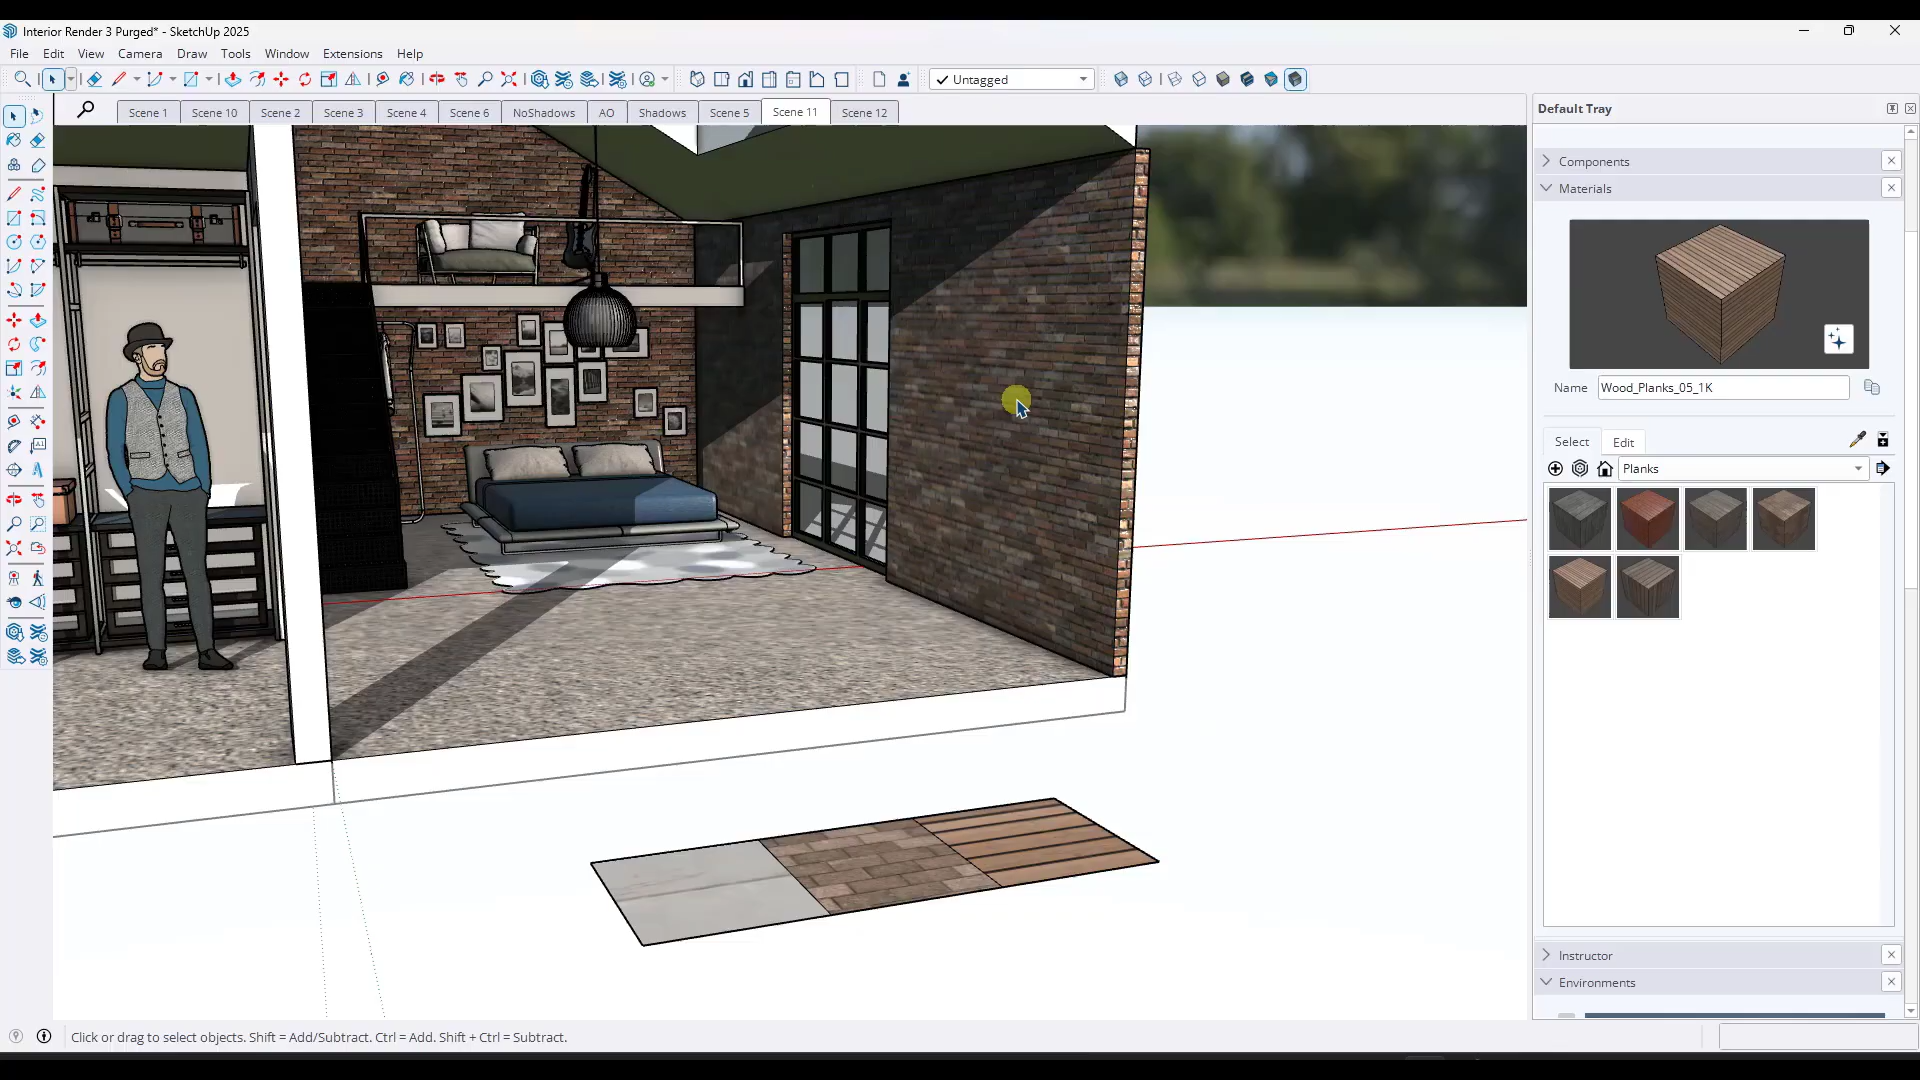 Interior Render 3 Purged* - SketchUp 2025
File Edit View Camera Draw Tools Window Extensions Help
Untagged
Scene 1 Scene 10 Scene 2 Scene 3 Scene 4 Scene 6 NoShadows AO Shadows Scene 5 Scene 11 Scene 12
Default Tray
Components
Materials
Name Wood_Planks_05_1K
Select Edit
Planks
Instructor
Environments
Click or drag to select objects. Shift = Add/Subtract. Ctrl = Add. Shift + Ctrl = Subtract.